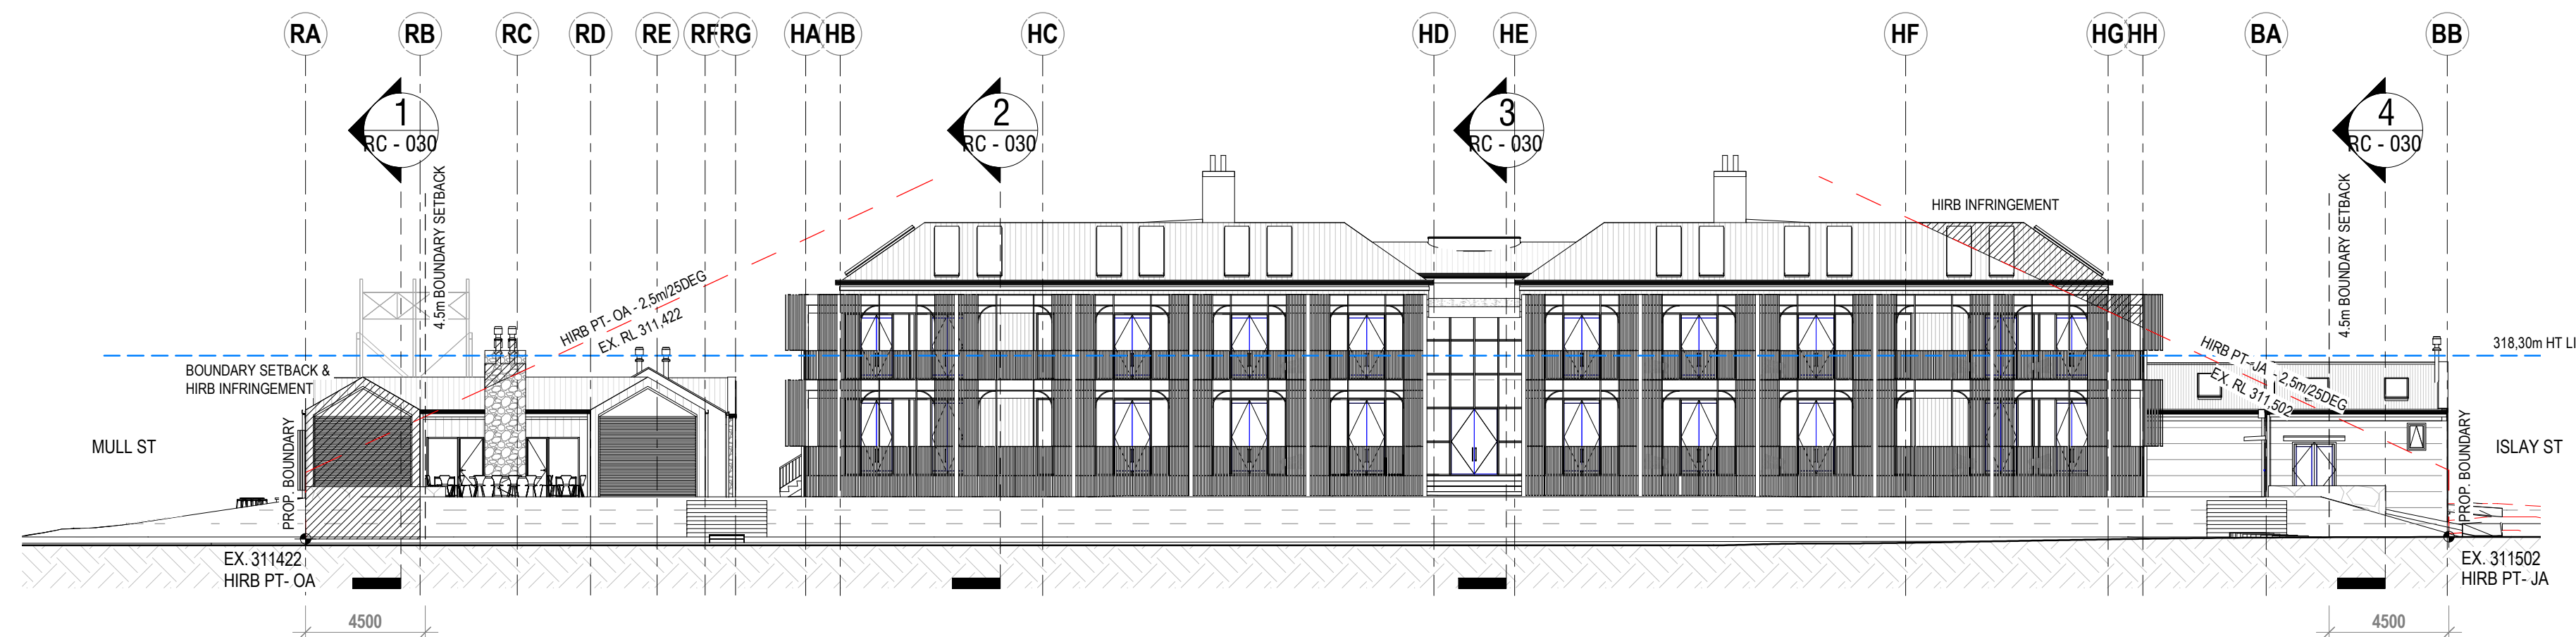 RA RB RC RD RE RF RG HA HB HC HD HE HF HG HH BA BB
1
RC - 030
2
RC - 030
3
RC - 030
4
RC - 030
4.5m BOUNDARY SETBACK
4.5m BOUNDARY SETBACK
HIRB INFRINGEMENT
HIRB PT- OA - 2,5m/25DEG
EX. RL 311,422
HIRB PT- JA - 2,5m/25DEG
EX. RL 311,502
318,30m HT LI
BOUNDARY SETBACK &
HIRB INFRINGEMENT
MULL ST
PROP. BOUNDARY
PROP. BOUNDARY
ISLAY ST
EX. 311422
HIRB PT- OA
EX. 311502
HIRB PT- JA
4500
4500